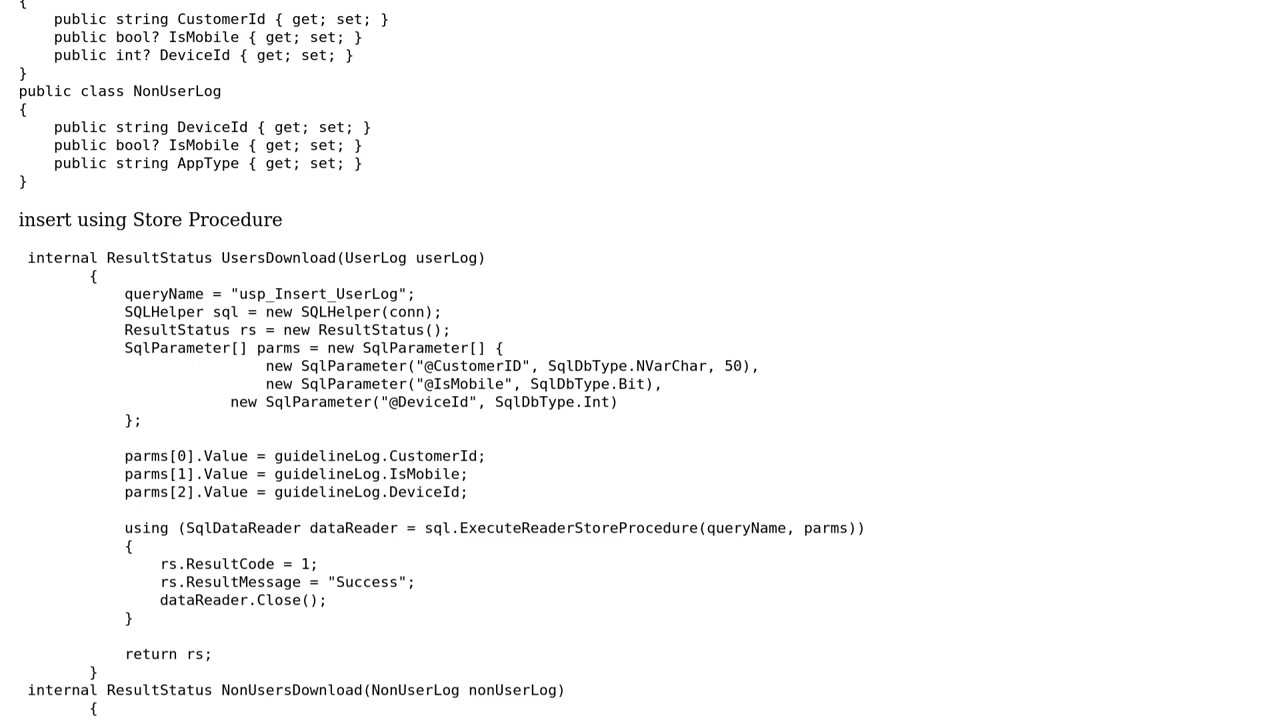 {
    public string CustomerId { get; set; }
    public bool? IsMobile { get; set; }
    public int? DeviceId { get; set; }
}
public class NonUserLog
{
    public string DeviceId { get; set; }
    public bool? IsMobile { get; set; }
    public string AppType { get; set; }
}
insert using Store Procedure
 internal ResultStatus UsersDownload(UserLog userLog)
        {
            queryName = "usp_Insert_UserLog";
            SQLHelper sql = new SQLHelper(conn);
            ResultStatus rs = new ResultStatus();
            SqlParameter[] parms = new SqlParameter[] {
                            new SqlParameter("@CustomerID", SqlDbType.NVarChar, 50),
                            new SqlParameter("@IsMobile", SqlDbType.Bit),
                        new SqlParameter("@DeviceId", SqlDbType.Int)
            };
            parms[0].Value = guidelineLog.CustomerId;
            parms[1].Value = guidelineLog.IsMobile;
            parms[2].Value = guidelineLog.DeviceId;
            using (SqlDataReader dataReader = sql.ExecuteReaderStoreProcedure(queryName, parms))
            {
                rs.ResultCode = 1;
                rs.ResultMessage = "Success";
                dataReader.Close();
            }
            return rs;
        }
 internal ResultStatus NonUsersDownload(NonUserLog nonUserLog)
        {